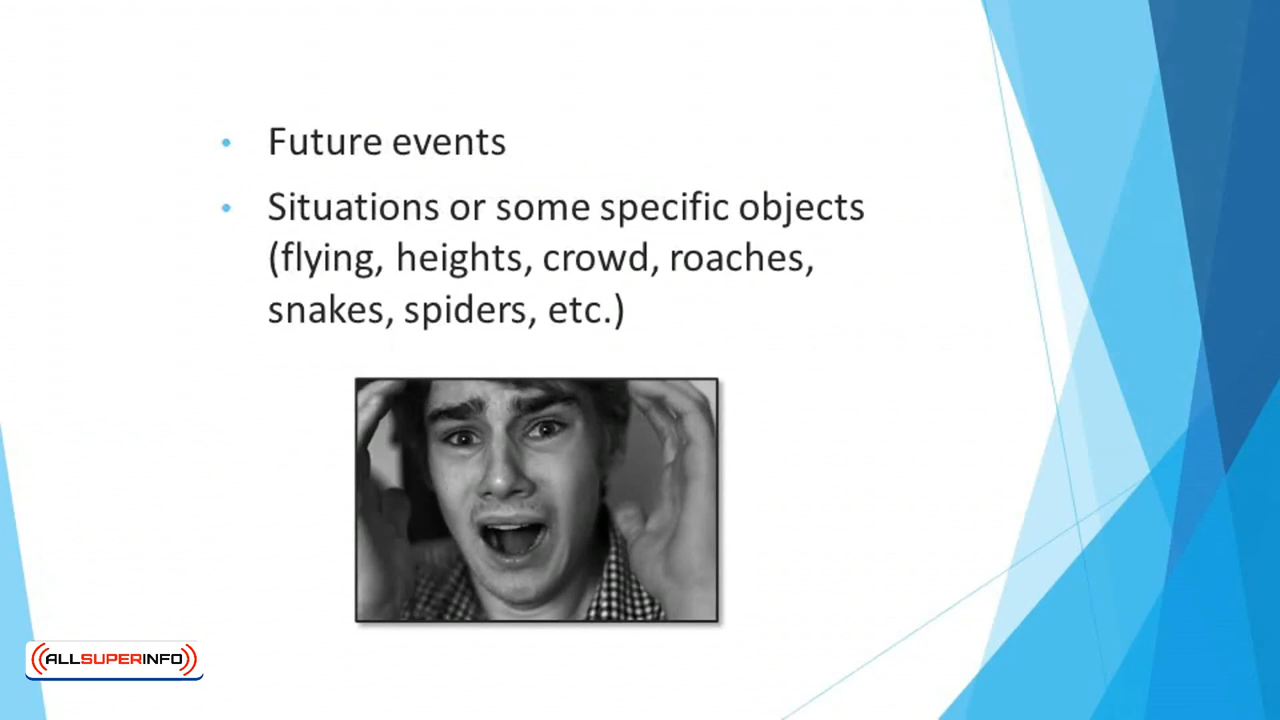 • Future events
• Situations or some specific objects
(flying, heights, crowd, roaches,
snakes, spiders, etc.)
ALLSUPERINFO